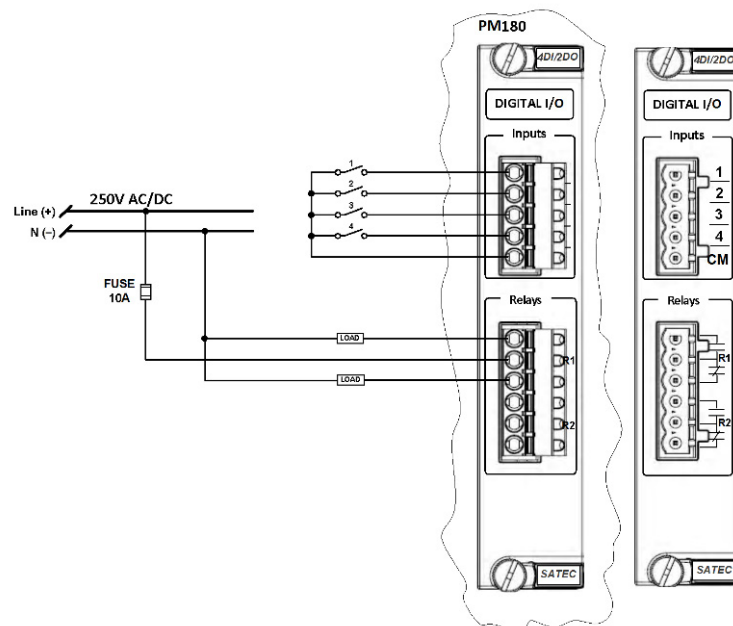 PM180
4DI/2DO
DIGITAL I/O
Inputs
1
2
3
4
250V AC/DC
Line (+)
N (–)
FUSE
10A
Relays
LOAD
R1
LOAD
R2
SATEC
4DI/2DO
DIGITAL I/O
Inputs
1
2
3
4
CM
Relays
R1
R2
SATEC